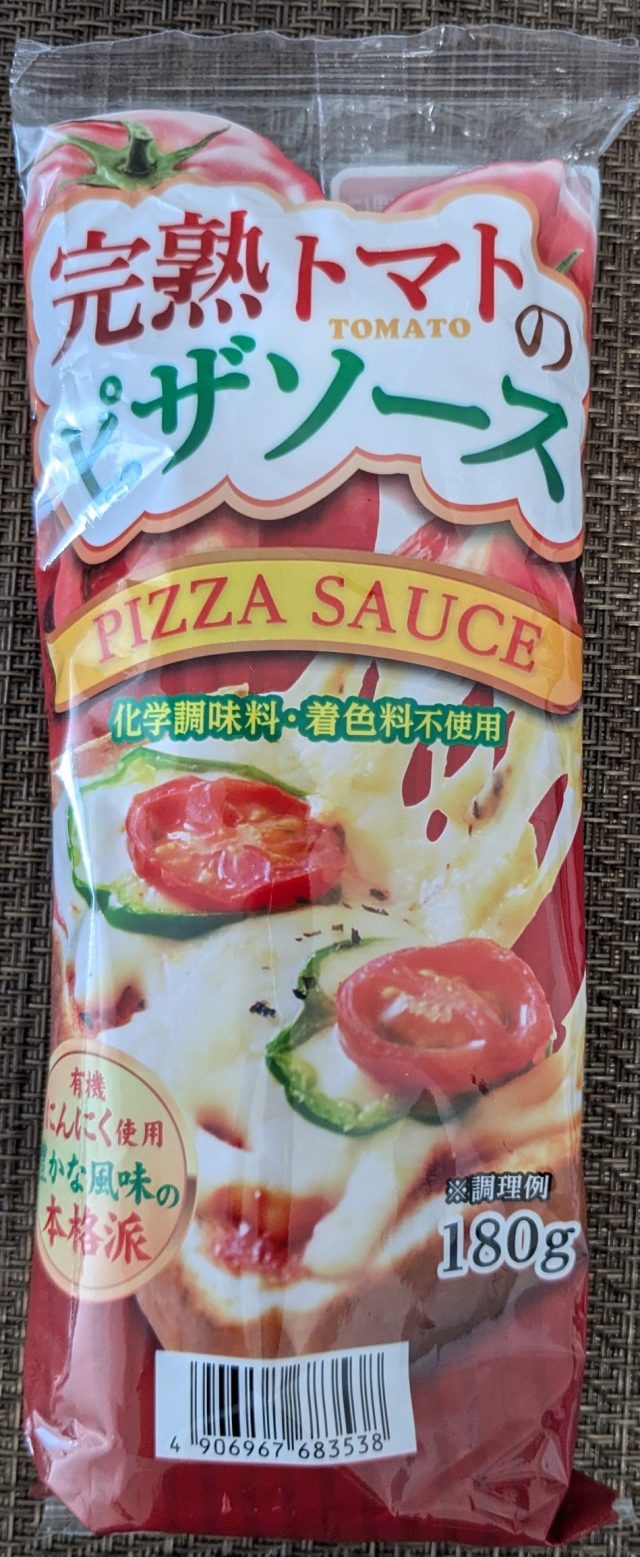 完熟トマトの
TOMATO
ピザソース
PIZZA SAUCE
化学調味料・着色料不使用
有機
にんにく使用
豊かな風味の
本格派
※調理例
180g
4 906967 683538